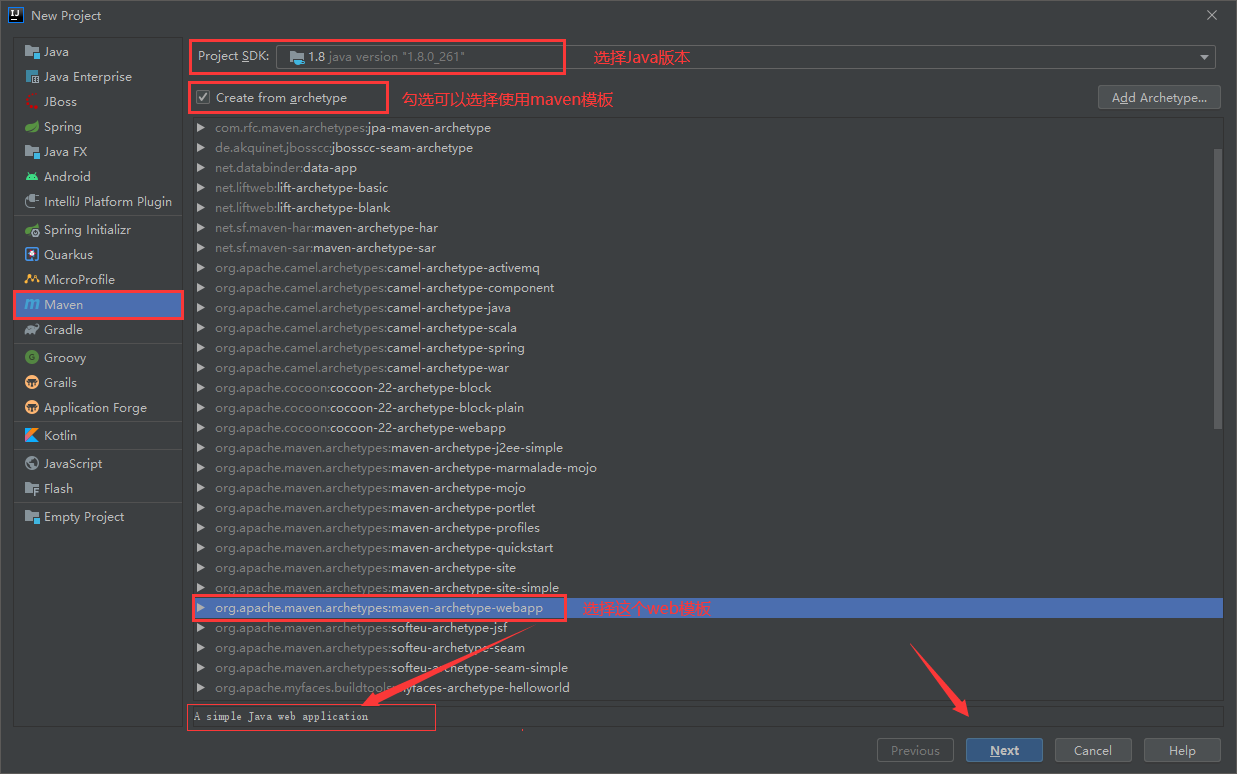 New Project
Java
Java Enterprise
JBoss
Spring
Java FX
Android
IntelliJ Platform Plugin
Spring Initializr
Quarkus
MicroProfile
Maven
Gradle
Groovy
Grails
Application Forge
Kotlin
JavaScript
Flash
Empty Project
Project SDK: 1.8 java version "1.8.0_261" 选择Java版本
Create from archetype 勾选可以选择使用maven模板 Add Archetype...
com.rfc.maven.archetypes:jpa-maven-archetype
de.akquinet.jbosscc:jbosscc-seam-archetype
net.databinder:data-app
net.liftweb:lift-archetype-basic
net.liftweb:lift-archetype-blank
net.sf.maven-har:maven-archetype-har
net.sf.maven-sar:maven-archetype-sar
org.apache.camel.archetypes:camel-archetype-activemq
org.apache.camel.archetypes:camel-archetype-component
org.apache.camel.archetypes:camel-archetype-java
org.apache.camel.archetypes:camel-archetype-scala
org.apache.camel.archetypes:camel-archetype-spring
org.apache.camel.archetypes:camel-archetype-war
org.apache.cocoon:cocoon-22-archetype-block
org.apache.cocoon:cocoon-22-archetype-block-plain
org.apache.cocoon:cocoon-22-archetype-webapp
org.apache.maven.archetypes:maven-archetype-j2ee-simple
org.apache.maven.archetypes:maven-archetype-marmalade-mojo
org.apache.maven.archetypes:maven-archetype-mojo
org.apache.maven.archetypes:maven-archetype-portlet
org.apache.maven.archetypes:maven-archetype-profiles
org.apache.maven.archetypes:maven-archetype-quickstart
org.apache.maven.archetypes:maven-archetype-site
org.apache.maven.archetypes:maven-archetype-site-simple
org.apache.maven.archetypes:maven-archetype-webapp 选择这个web模板
org.apache.maven.archetypes:softeu-archetype-jsf
org.apache.maven.archetypes:softeu-archetype-seam
org.apache.maven.archetypes:softeu-archetype-seam-simple
org.apache.myfaces.buildtools:myfaces-archetype-helloworld
A simple Java web application
Previous Next Cancel Help